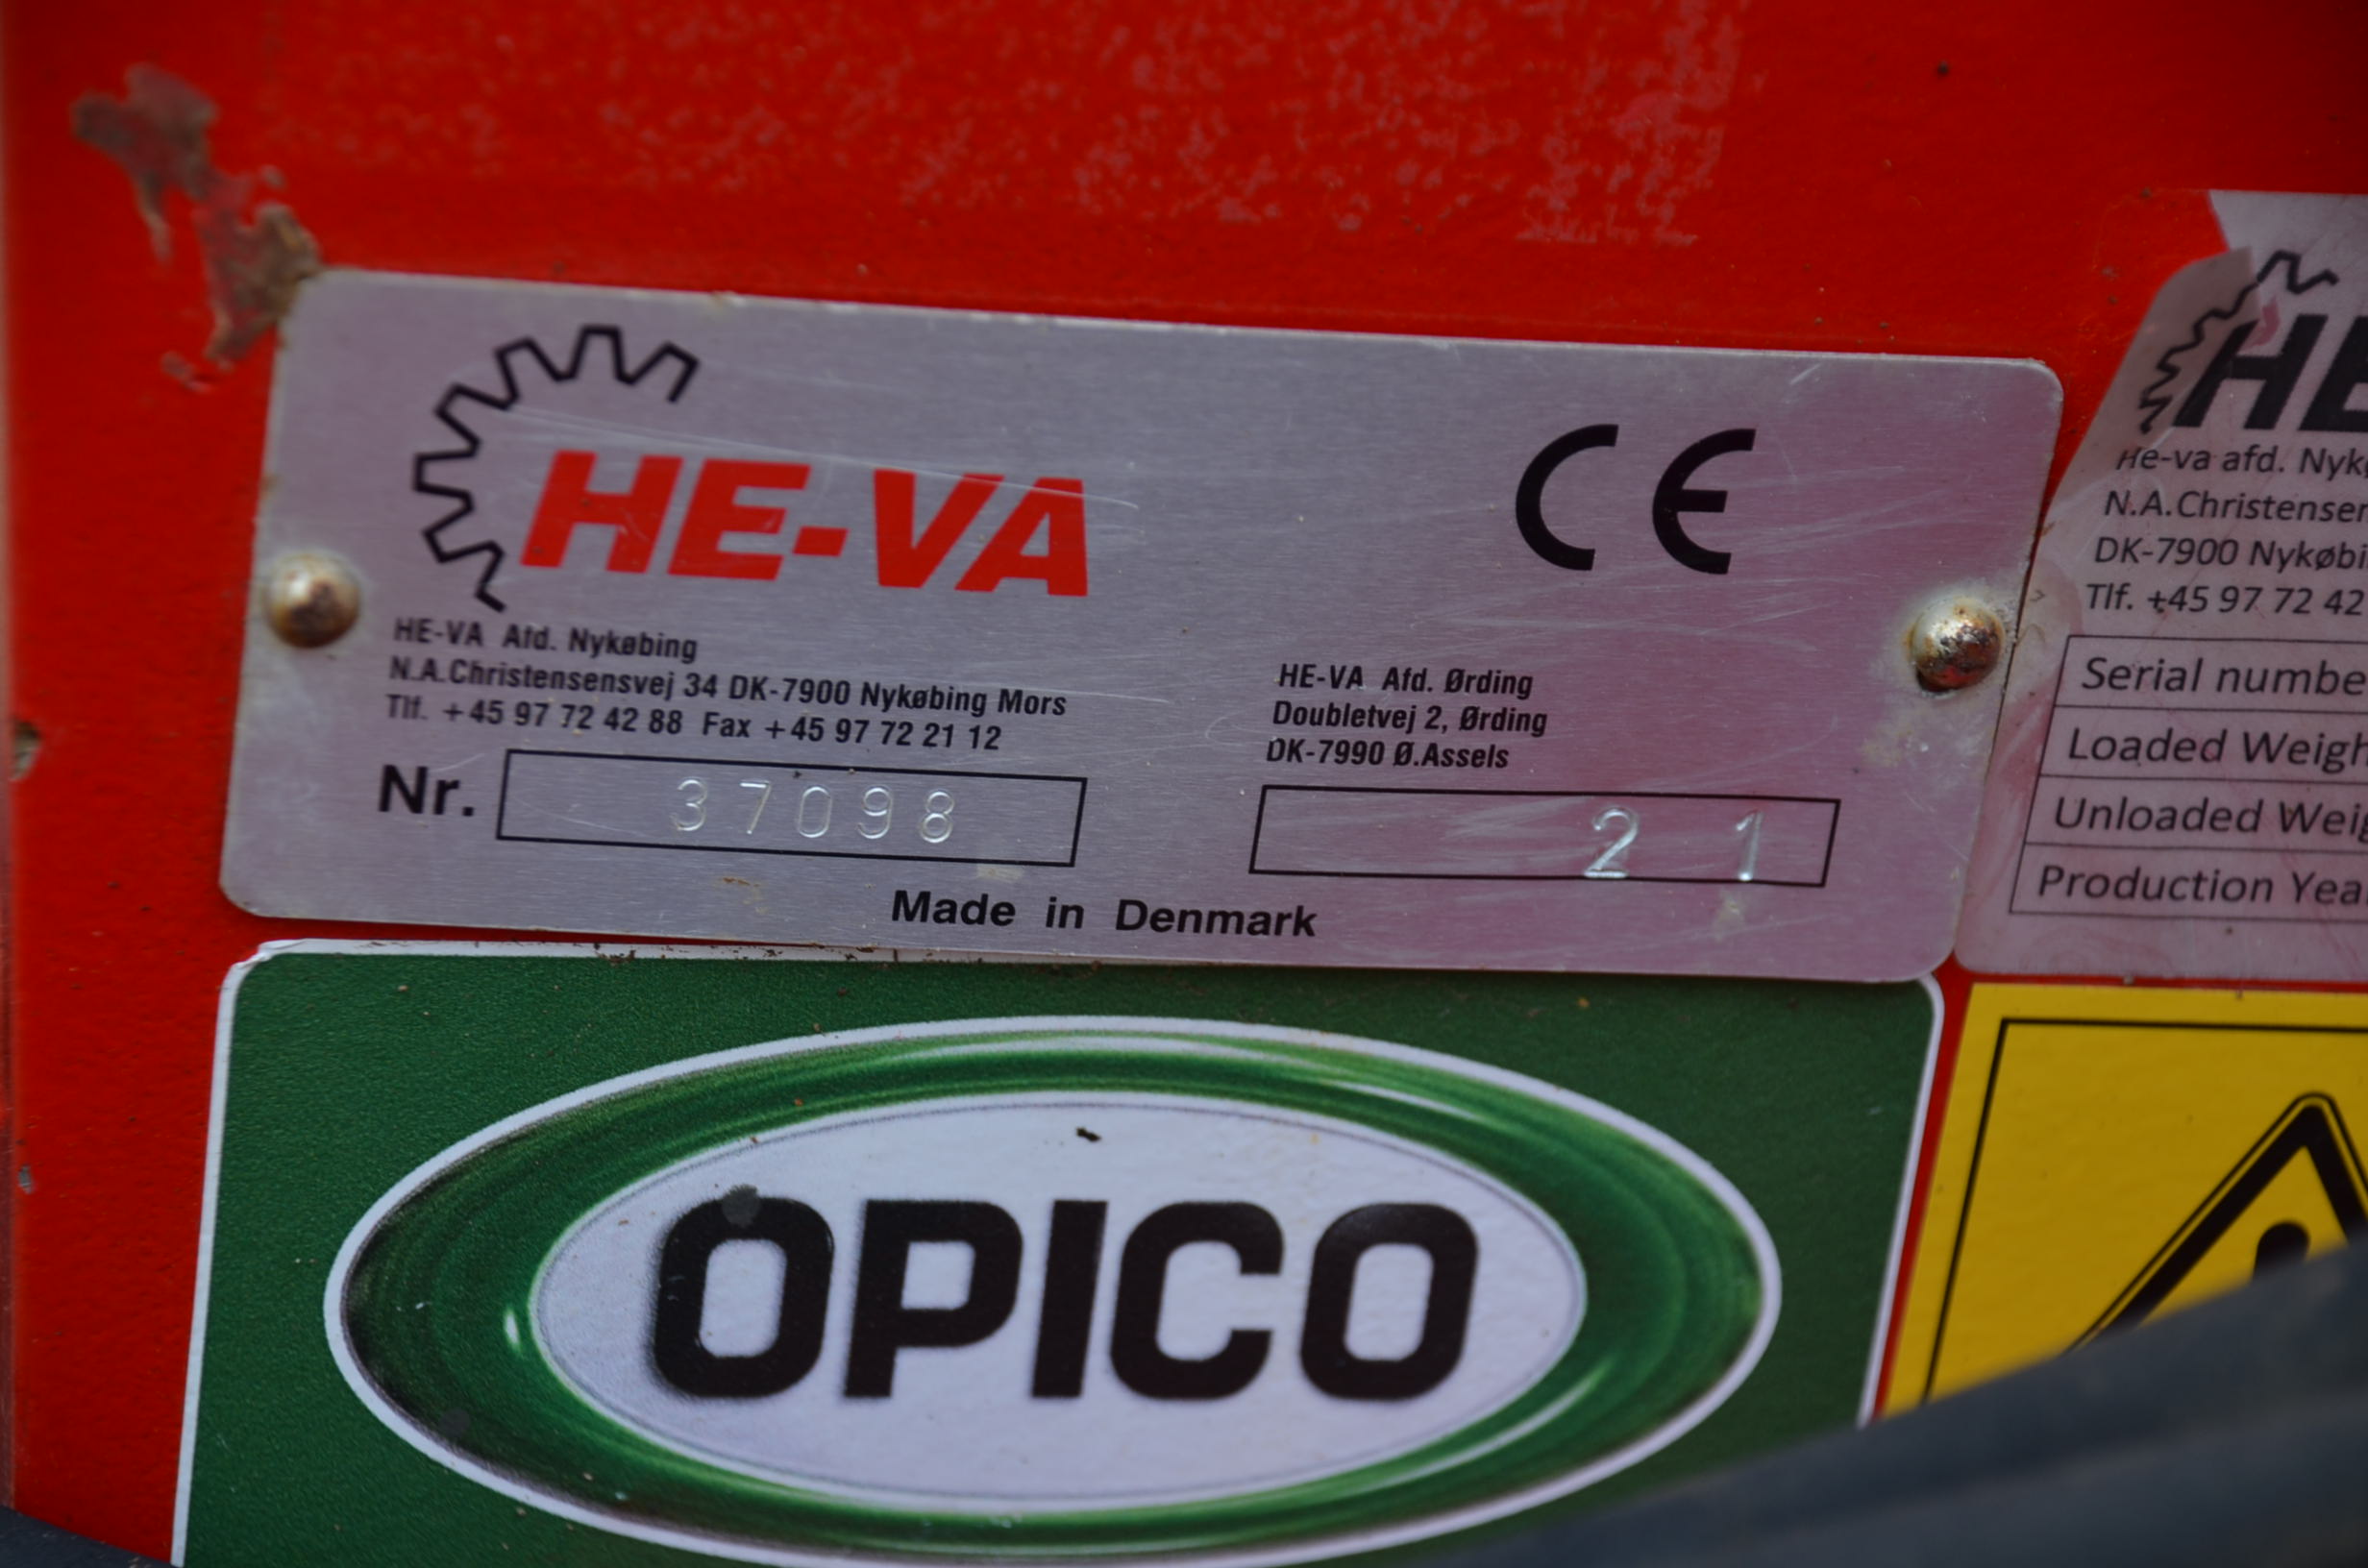 HE-VA
CE
HE-VA Afd. Nykøbing
N.A.Christensensvej 34 DK-7900 Nykøbing Mors
Tlf. +45 97 72 42 88 Fax +45 97 72 21 12
HE-VA Afd. Ørding
Doubletvej 2, Ørding
DK-7990 Ø.Assels
Nr. 37098
21
Made in Denmark
HE
He-va afd. Nyk
N.A.Christenser
DK-7900 Nykøbi
Tlf. +45 97 72 42
Serial numbe
Loaded Weigh
Unloaded Weig
Production Yea
OPICO